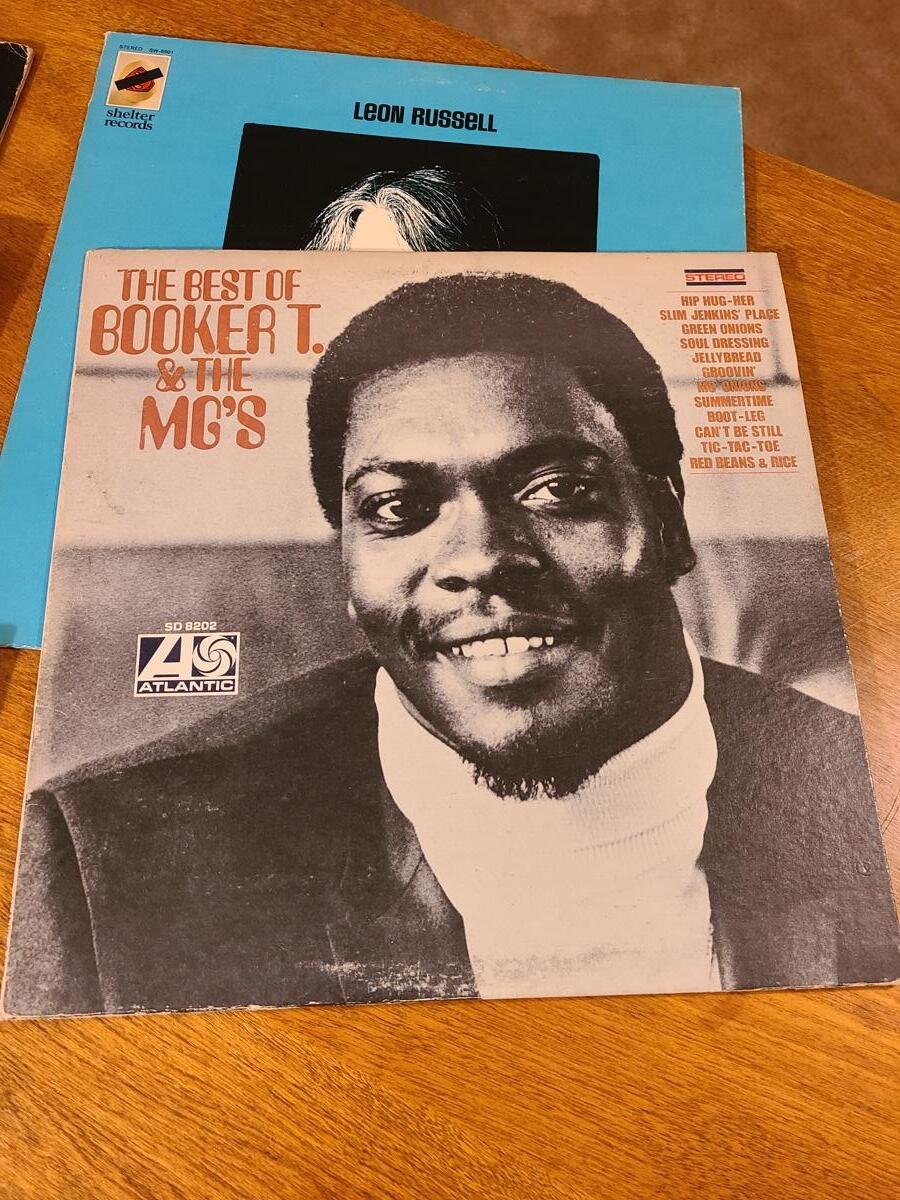 STEREO SW-8901
shelter
records
LEON RUSSELL
THE BEST OF
BOOKER T.
& THE
MG'S
STEREO
HIP HUG-HER
SLIM JENKINS' PLACE
GREEN ONIONS
SOUL DRESSING
JELLYBREAD
GROOVIN'
MO' ONIONS
SUMMERTIME
BOOT-LEG
CAN'T BE STILL
TIC-TAC-TOE
RED BEANS & RICE
SD 8202
ATLANTIC